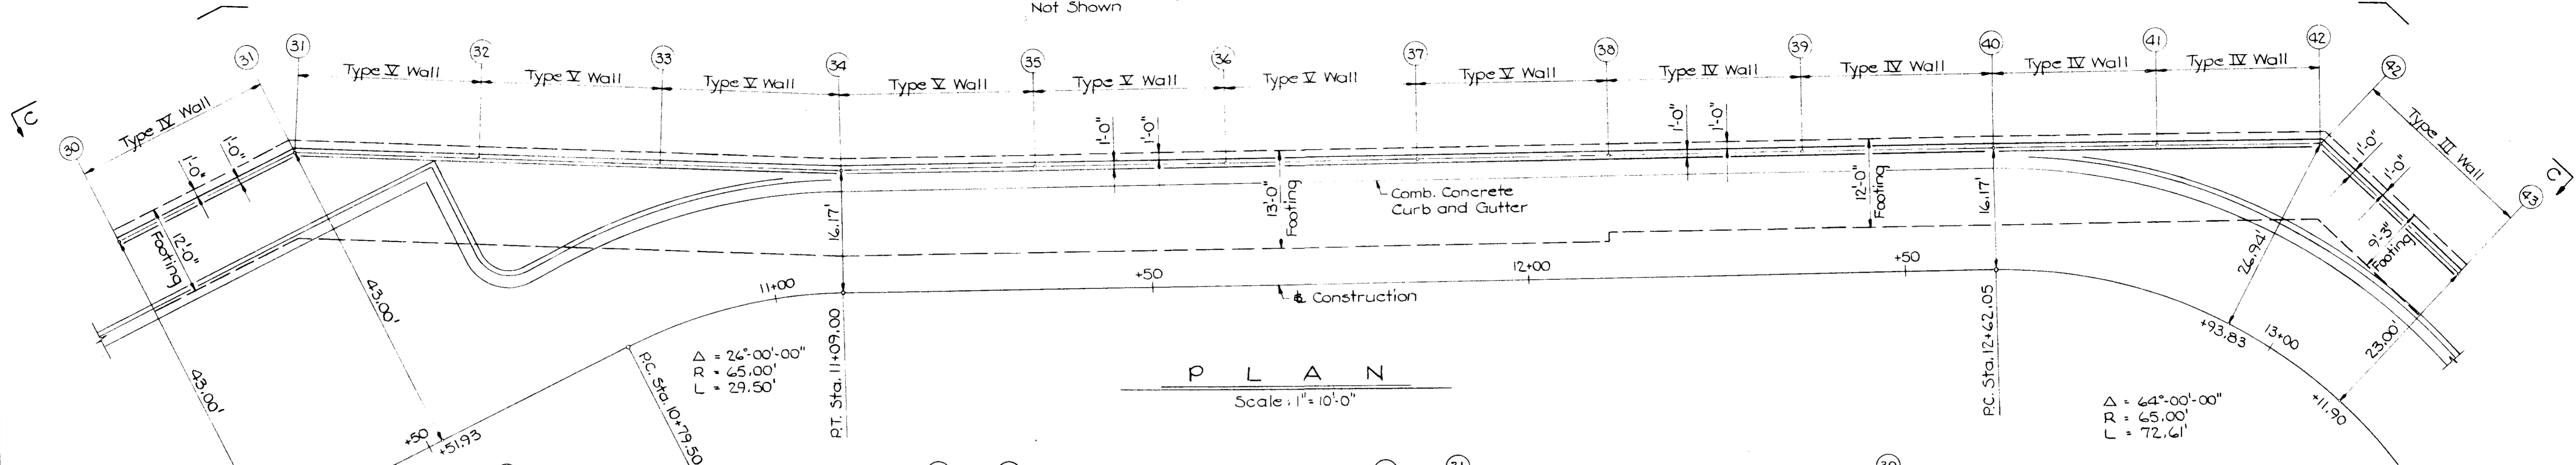 Not Shown
31
31
32
33
34
35
36
37
38
39
40
41
42
Type V Wall
Type V Wall
Type V Wall
Type V Wall
Type V Wall
Type V Wall
Type V Wall
Type IV Wall
Type IV Wall
Type IV Wall
Type IV Wall
C
30
Type IV Wall
1'-0"
1'-0"
12'-0"
Footing
43.00'
43.00'
1'-0"
1'-0"
1'-0"
1'-0"
42
Type III Wall
C
43
1'-0"
1'-0"
9'-3"
Footing
16.17'
13'-0"
Footing
Comb. Concrete
Curb and Gutter
12'-0"
Footing
16.17'
26.94'
23.00'
+50
+51.93
P.C. Sta. 10+79.50
11+00
+50
12+00
+50
+93.83
13+00
+11.90
℄ Construction
Δ = 26°-00'-00"
R = 65.00'
L = 29.50'
P.T. Sta. 11+09.00
PLAN
Scale: 1" = 10'-0"
P.C. Sta. 12+62.05
Δ = 64°-00'-00"
R = 65.00'
L = 72.61'